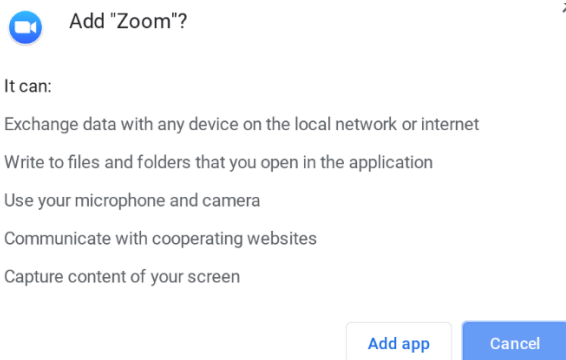 Add "Zoom"?
It can:
Exchange data with any device on the local network or internet
Write to files and folders that you open in the application
Use your microphone and camera
Communicate with cooperating websites
Capture content of your screen
Add app
Cancel